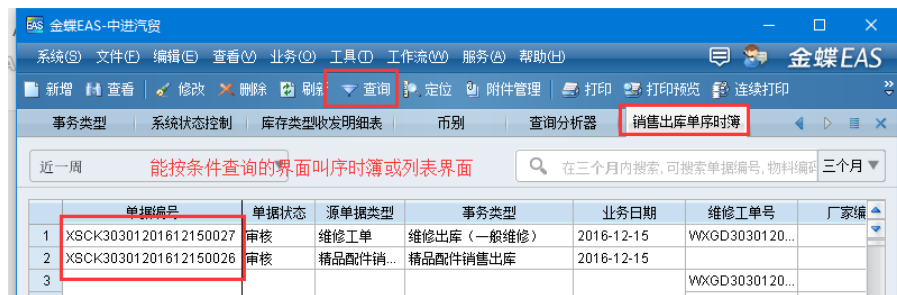 EAS 金蝶EAS-中进汽贸
系统(S) 文件(F) 编辑(E) 查看(V) 业务(O) 工具(T) 工作流(W) 服务(A) 帮助(H) 金蝶EAS
新增 查看 修改 删除 刷新 查询 定位 附件管理 打印 打印预览 连续打印
事务类型 系统状态控制 库存类型收发明细表 币别 查询分析器 销售出库单序时簿
近一周 能按条件查询的界面叫序时簿或列表界面 在三个月内搜索,可搜索单据编号,物料编码 三个月
单据编号 单据状态 源单据类型 事务类型 业务日期 维修工单号 厂家编
1 XSCK30301201612150027 审核 维修工单 维修出库（一般维修） 2016-12-15 WXGD3030120...
2 XSCK30301201612150026 审核 精品配件销... 精品配件销售出库 2016-12-15
3 WXGD3030120...